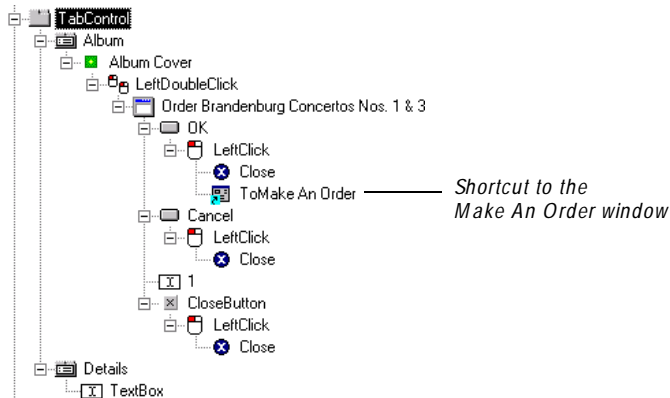 TabControl
Album
Album Cover
LeftDoubleClick
Order Brandenburg Concertos Nos. 1 & 3
OK
LeftClick
Close
ToMake An Order
Shortcut to the
Make An Order window
Cancel
LeftClick
Close
1
CloseButton
LeftClick
Close
Details
TextBox